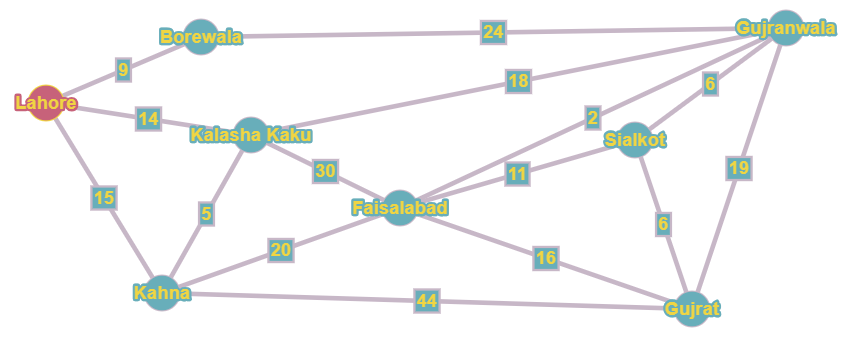 Borewala
24
Gujranwala
9
18
6
Lahore
14
2
Kalasha Kaku
Sialkot
30
11
19
15
5
Faisalabad
6
20
16
Kahna
44
Gujrat